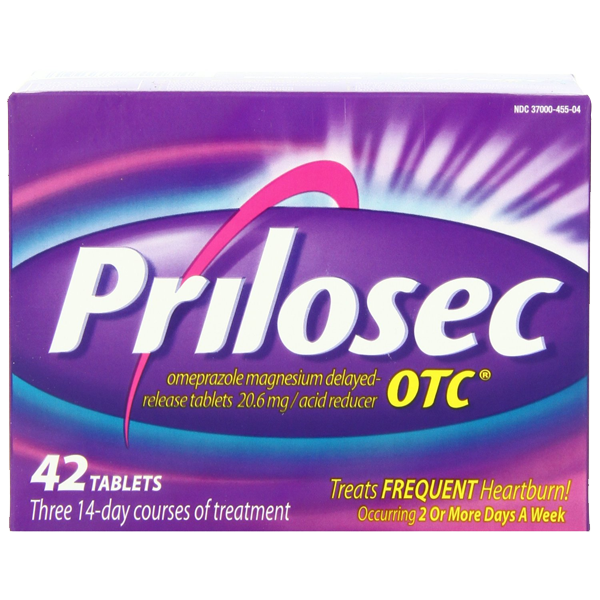 NDC 37000-455-04
Prilosec
omeprazole magnesium delayed-
release tablets 20.6 mg / acid reducer
OTC®
42 TABLETS
Three 14-day courses of treatment
Treats FREQUENT Heartburn!
Occurring 2 Or More Days A Week